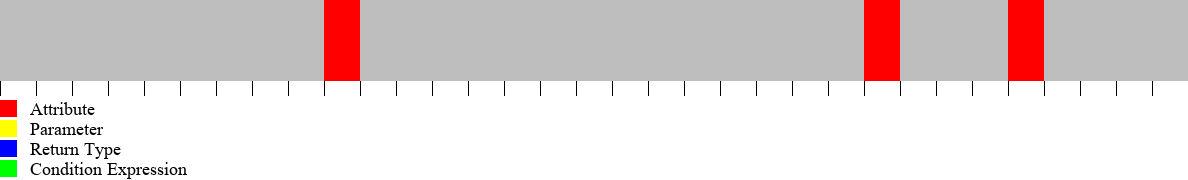 Attribute
Parameter
Return Type
Condition Expression